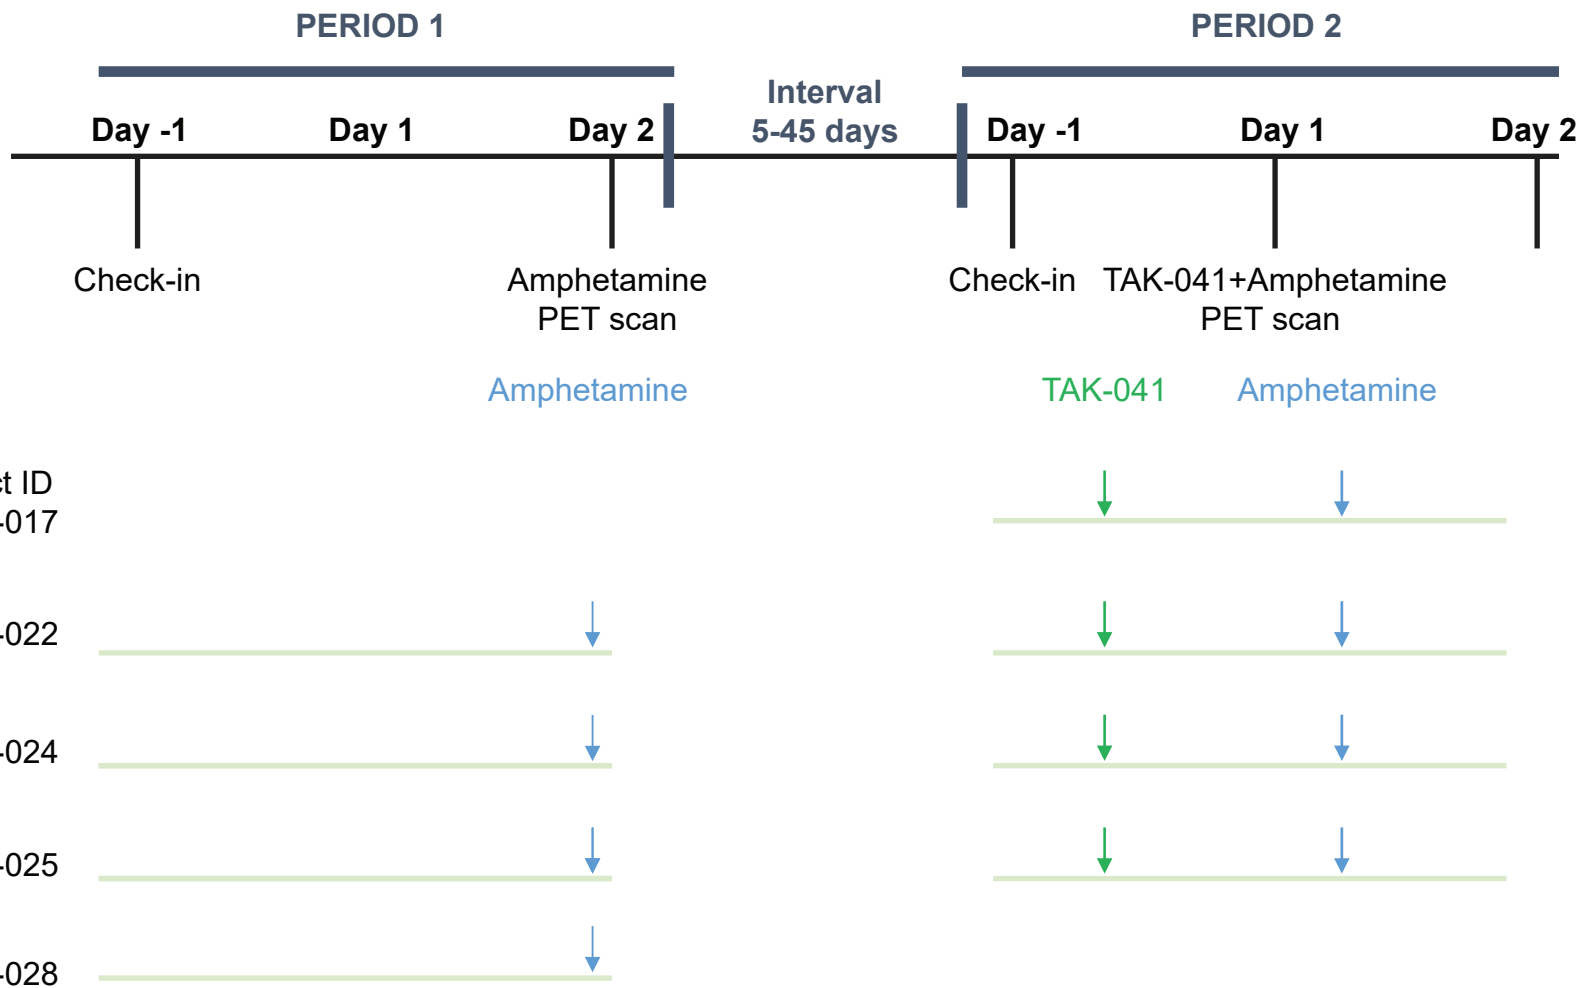 PERIOD 1
PERIOD 2
Interval
5-45 days
Day -1
Day 1
Day 2
Day -1
Day 1
Day 2
Check-in
Amphetamine
PET scan
Check-in
TAK-041+Amphetamine
PET scan
Amphetamine
TAK-041
Amphetamine
ct ID
-017
-022
-024
-025
-028